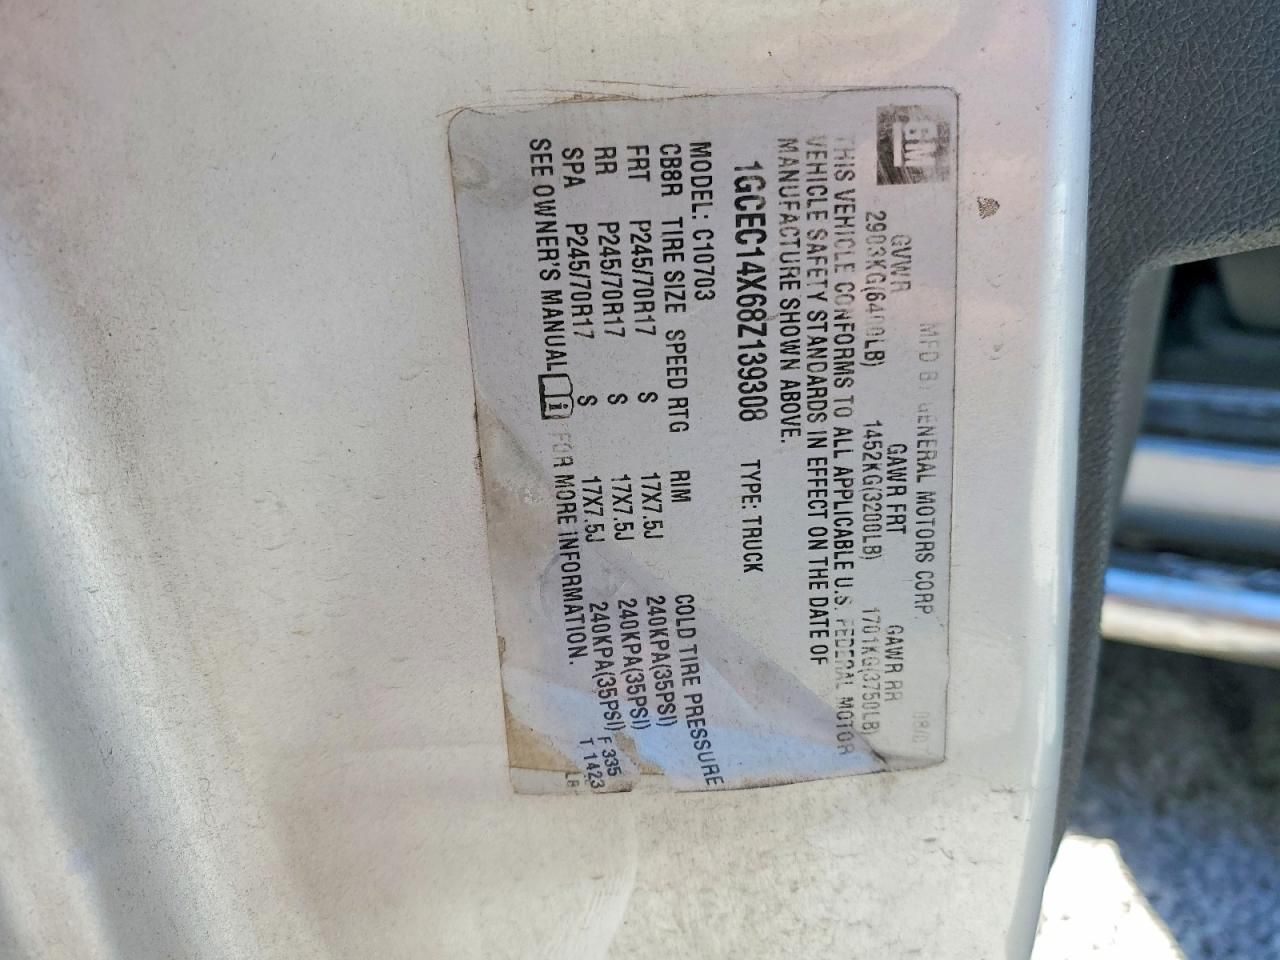 GM
MFD BY GENERAL MOTORS CORP.
GVWR GAWR FRT GAWR RR
2903KG(6400LB) 1452KG(3200LB) 1701KG(3750LB)
THIS VEHICLE CONFORMS TO ALL APPLICABLE U.S. FEDERAL MOTOR
VEHICLE SAFETY STANDARDS IN EFFECT ON THE DATE OF
MANUFACTURE SHOWN ABOVE.
1GCEC14X68Z139308 TYPE: TRUCK
MODEL: C10703
CB8R TIRE SIZE SPEED RTG RIM COLD TIRE PRESSURE
FRT P245/70R17 S 17X7.5J 240KPA(35PSI)
RR P245/70R17 S 17X7.5J 240KPA(35PSI)
SPA P245/70R17 S 17X7.5J 240KPA(35PSI)
SEE OWNER'S MANUAL i FOR MORE INFORMATION.
F 335
T 1423